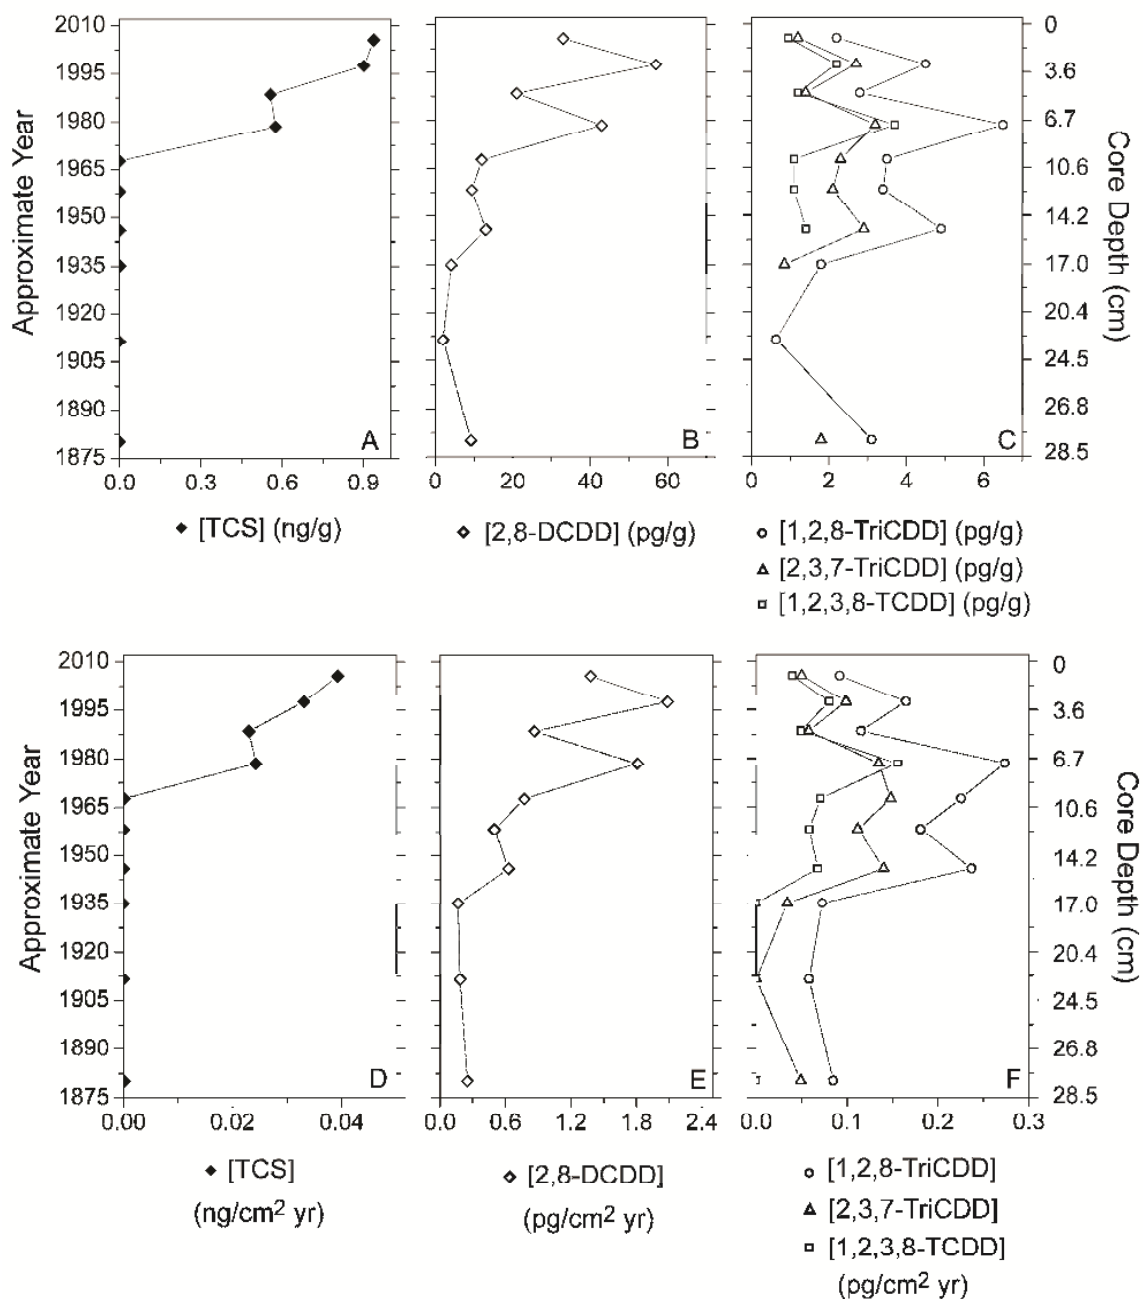 2010
1995
1980
1965
1950
1935
1920
1905
1890
1875
Approximate Year
A
0.0 0.3 0.6 0.9
◆ [TCS] (ng/g)
B
0 20 40 60
◇ [2,8-DCDD] (pg/g)
C
0 2 4 6
○ [1,2,8-TriCDD] (pg/g)
△ [2,3,7-TriCDD] (pg/g)
□ [1,2,3,8-TCDD] (pg/g)
0
3.6
6.7
10.6
14.2
17.0
20.4
24.5
26.8
28.5
Core Depth (cm)
2010
1995
1980
1965
1950
1935
1920
1905
1890
1875
Approximate Year
D
0.00 0.02 0.04
◆ [TCS]
(ng/cm² yr)
E
0.0 0.6 1.2 1.8 2.4
◇ [2,8-DCDD]
(pg/cm² yr)
F
0.0 0.1 0.2 0.3
○ [1,2,8-TriCDD]
△ [2,3,7-TriCDD]
□ [1,2,3,8-TCDD]
(pg/cm² yr)
0
3.6
6.7
10.6
14.2
17.0
20.4
24.5
26.8
28.5
Core Depth (cm)